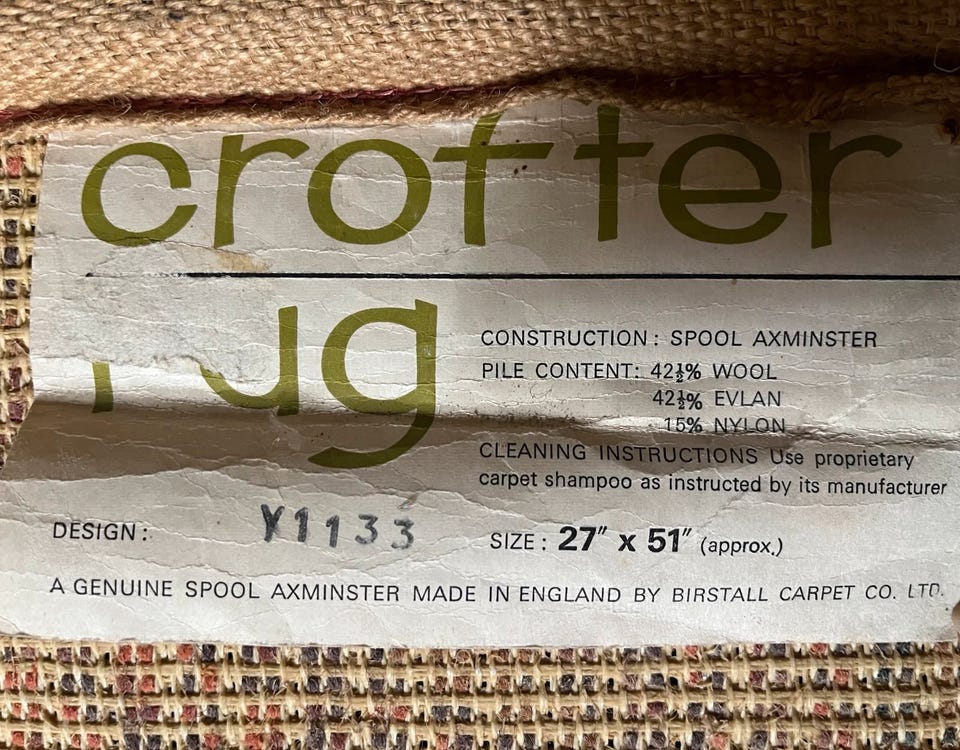 crofter
rug
CONSTRUCTION: SPOOL AXMINSTER
PILE CONTENT: 42½% WOOL
42½% EVLAN
15% NYLON
CLEANING INSTRUCTIONS Use proprietary
carpet shampoo as instructed by its manufacturer
DESIGN: Y1133
SIZE: 27" x 51" (approx.)
A GENUINE SPOOL AXMINSTER MADE IN ENGLAND BY BIRSTALL CARPET CO. LTD.